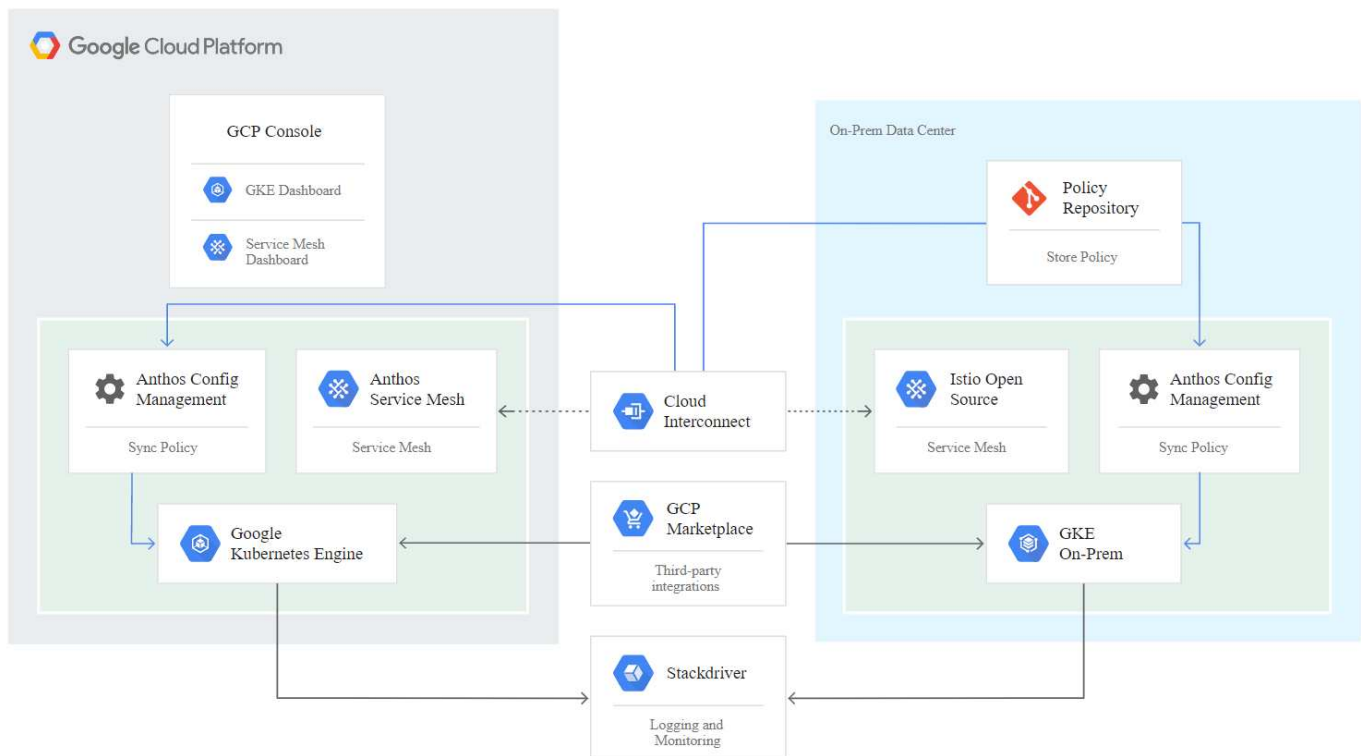 Google Cloud Platform
GCP Console
GKE Dashboard
Service Mesh
Dashboard
On-Prem Data Center
Policy
Repository
Store Policy
Anthos Config
Management
Sync Policy
Anthos
Service Mesh
Service Mesh
Cloud
Interconnect
Istio Open
Source
Service Mesh
Anthos Config
Management
Sync Policy
Google
Kubernetes Engine
GCP
Marketplace
Third-party
integrations
GKE
On-Prem
Stackdriver
Logging and
Monitoring